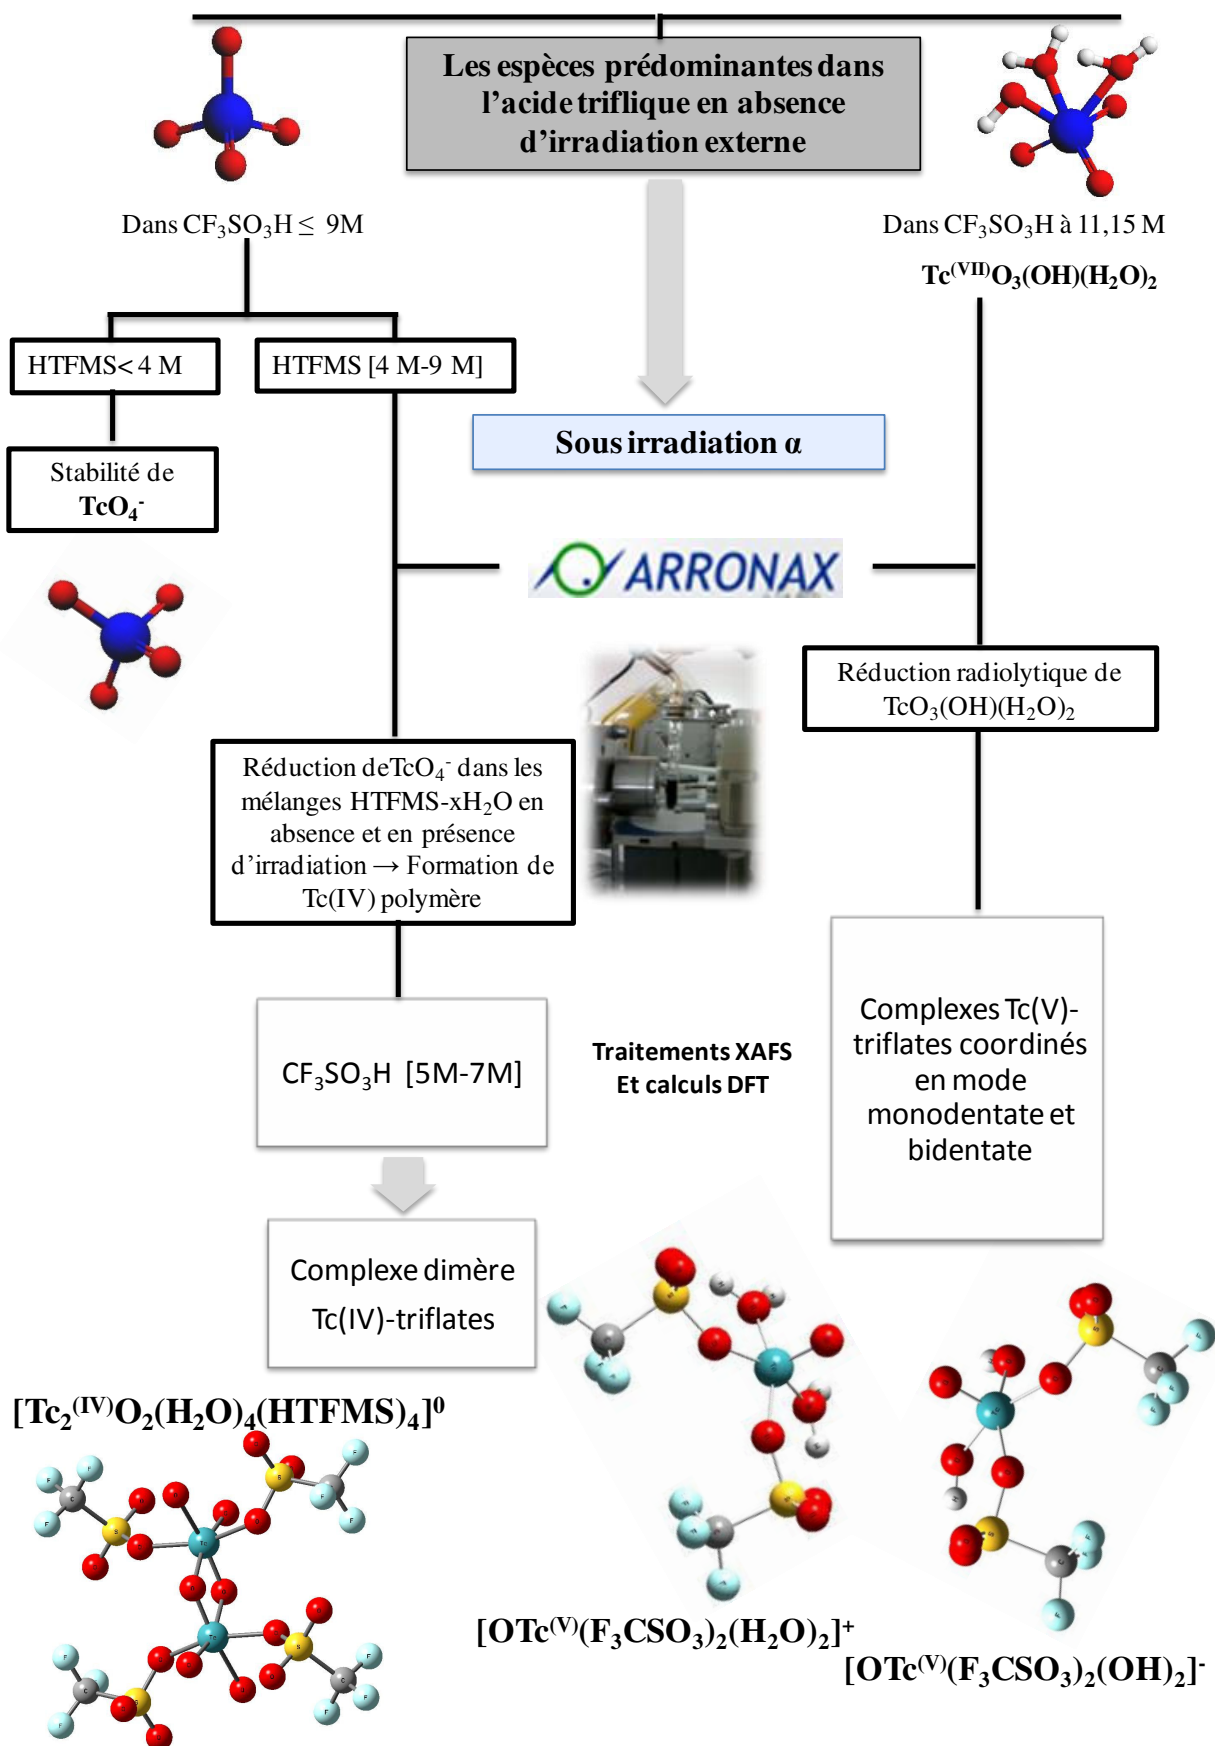 Les espèces prédominantes dans
l'acide triflique en absence
d'irradiation externe
Dans CF₃SO₃H ≤ 9M
Dans CF₃SO₃H à 11,15 M
Tc⁽ⱽᴵᴵ⁾O₃(OH)(H₂O)₂
HTFMS< 4 M
HTFMS [4 M-9 M]
Sous irradiation α
Stabilité de
TcO₄⁻
ARRONAX
Réduction radiolytique de
TcO₃(OH)(H₂O)₂
Réduction deTcO₄⁻ dans les
mélanges HTFMS-xH₂O en
absence et en présence
d'irradiation → Formation de
Tc(IV) polymère
CF₃SO₃H [5M-7M]
Traitements XAFS
Et calculs DFT
Complexes Tc(V)-
triflates coordinés
en mode
monodentate et
bidentate
Complexe dimère
Tc(IV)-triflates
[Tc₂⁽ᴵⱽ⁾O₂(H₂O)₄(HTFMS)₄]⁰
[OTc⁽ⱽ⁾(F₃CSO₃)₂(H₂O)₂]⁺
[OTc⁽ⱽ⁾(F₃CSO₃)₂(OH)₂]⁻